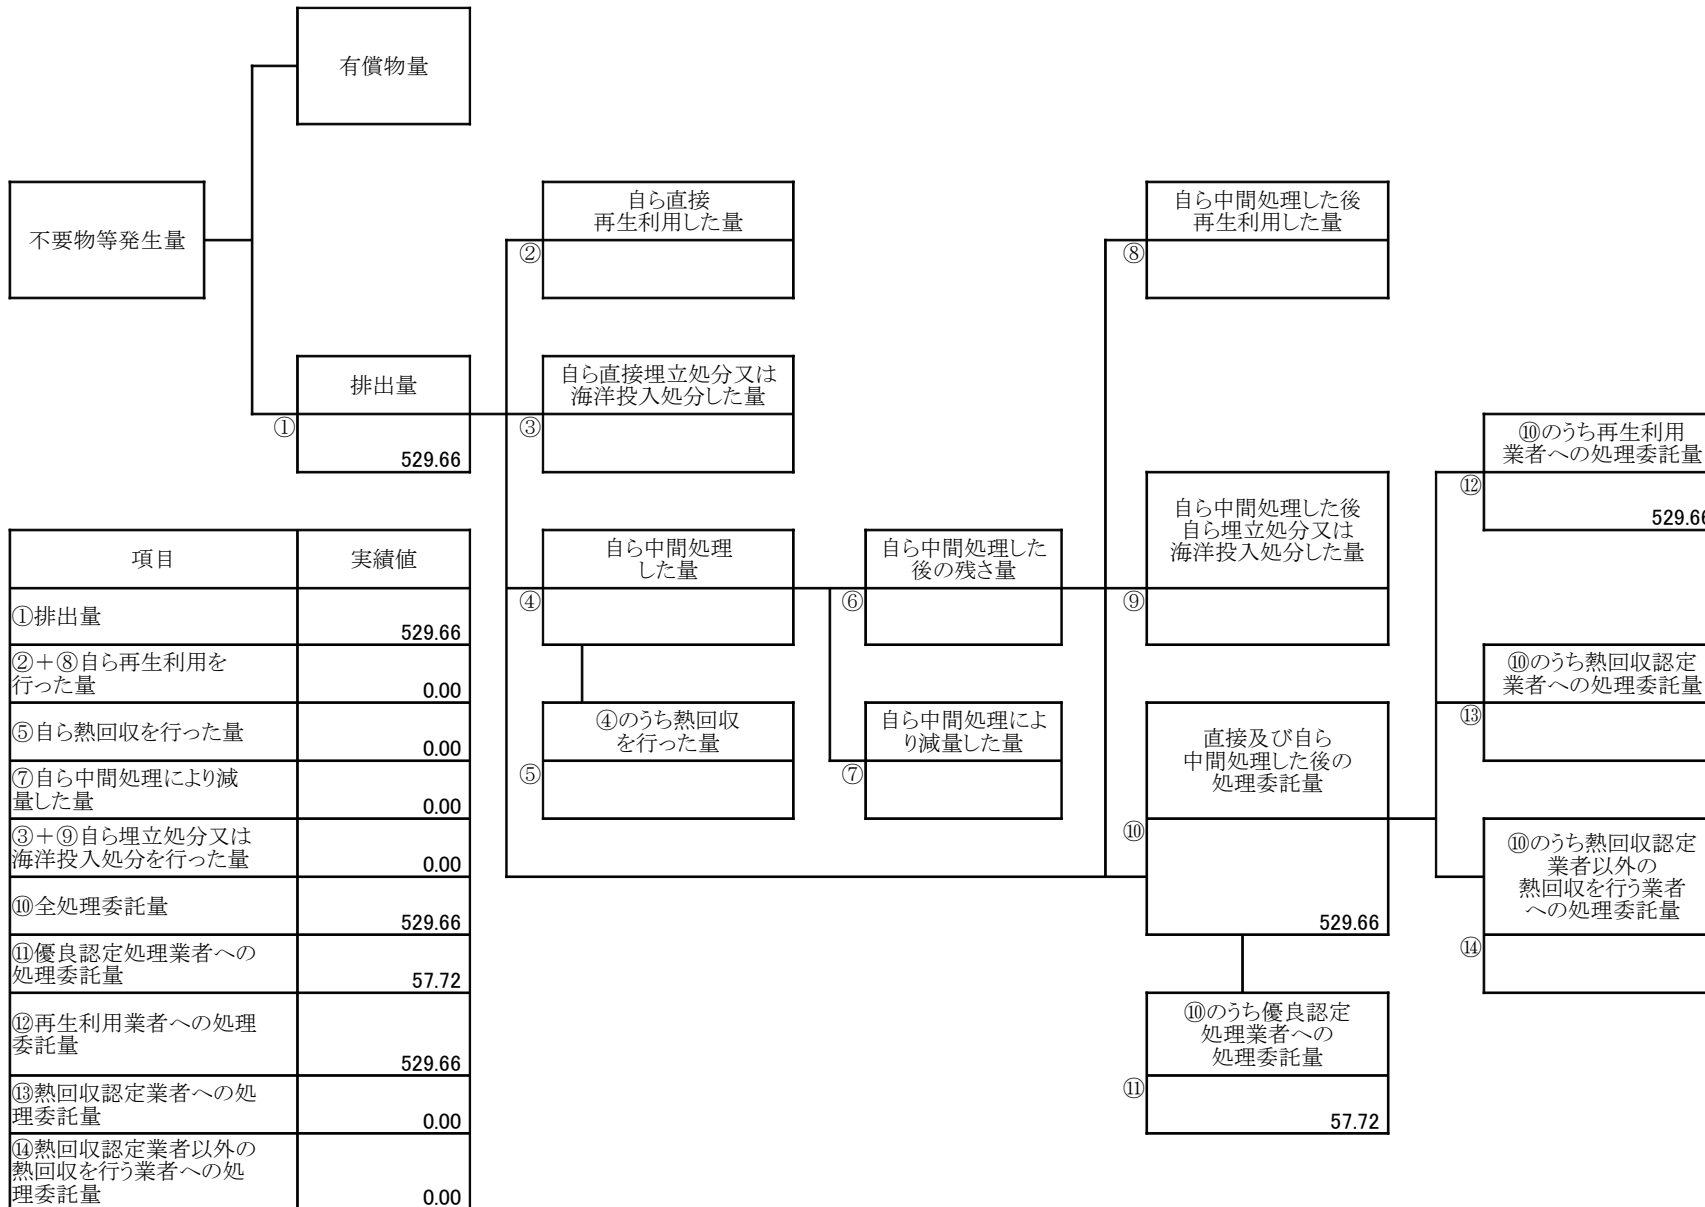 有償物量
不要物等発生量
自ら直接
再生利用した量
②
自ら中間処理した後
再生利用した量
⑧
排出量
①
529.66
自ら直接埋立処分又は
海洋投入処分した量
③
⑩のうち再生利用
業者への処理委託量
⑫
529.66
自ら中間処理
した量
④
自ら中間処理した
後の残さ量
⑥
自ら中間処理した後
自ら埋立処分又は
海洋投入処分した量
⑨
⑩のうち熱回収認定
業者への処理委託量
⑬
④のうち熱回収
を行った量
⑤
自ら中間処理によ
り減量した量
⑦
直接及び自ら
中間処理した後の
処理委託量
⑩
529.66
⑩のうち熱回収認定
業者以外の
熱回収を行う業者
への処理委託量
⑭
⑩のうち優良認定
処理業者への
処理委託量
⑪
57.72
項目 実績値
①排出量
529.66
②+⑧自ら再生利用を
行った量
0.00
⑤自ら熱回収を行った量
0.00
⑦自ら中間処理により減
量した量
0.00
③+⑨自ら埋立処分又は
海洋投入処分を行った量
0.00
⑩全処理委託量
529.66
⑪優良認定処理業者への
処理委託量
57.72
⑫再生利用業者への処理
委託量
529.66
⑬熱回収認定業者への処
理委託量
0.00
⑭熱回収認定業者以外の
熱回収を行う業者への処
理委託量
0.00